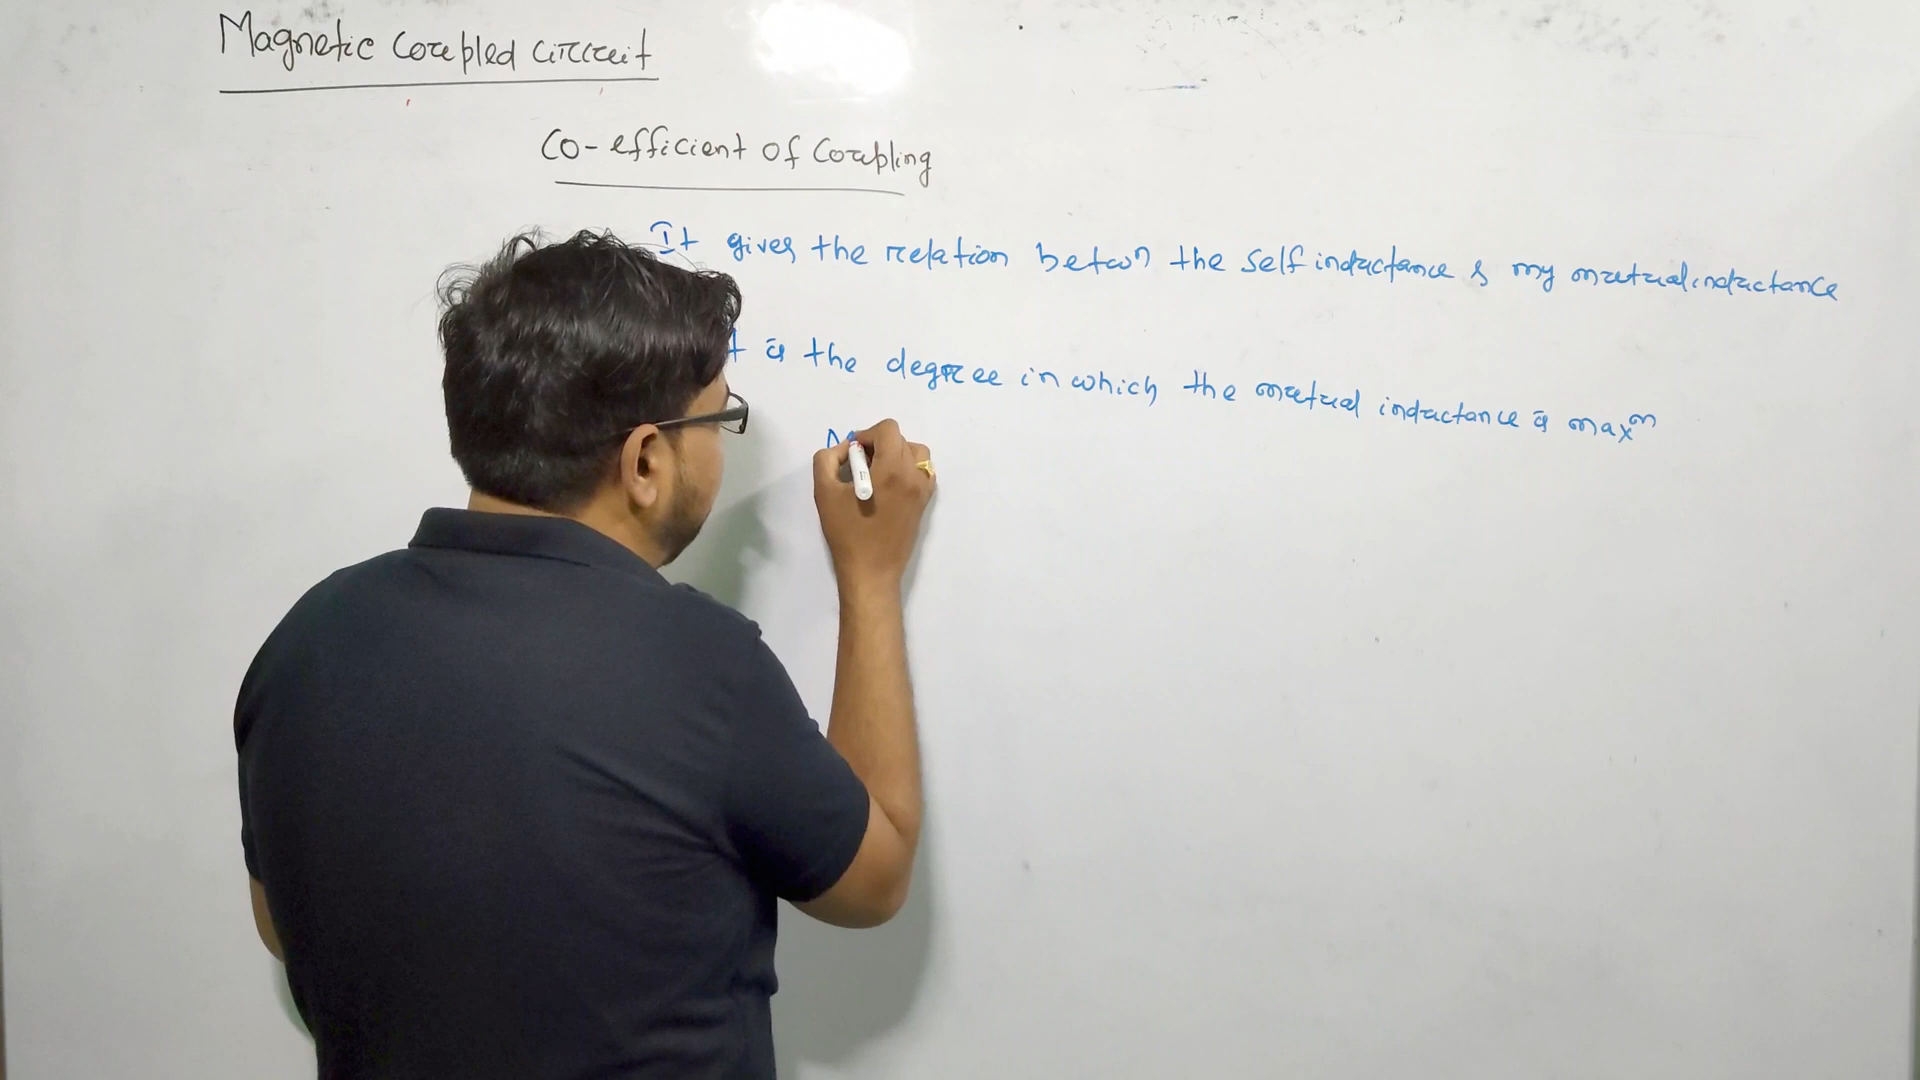 Magnetic Coupled circuit
Co-efficient of Coupling
It gives the relation betwn the self inductance & my mutual inductance
It is the degree in which the mutual inductance is maxm
M